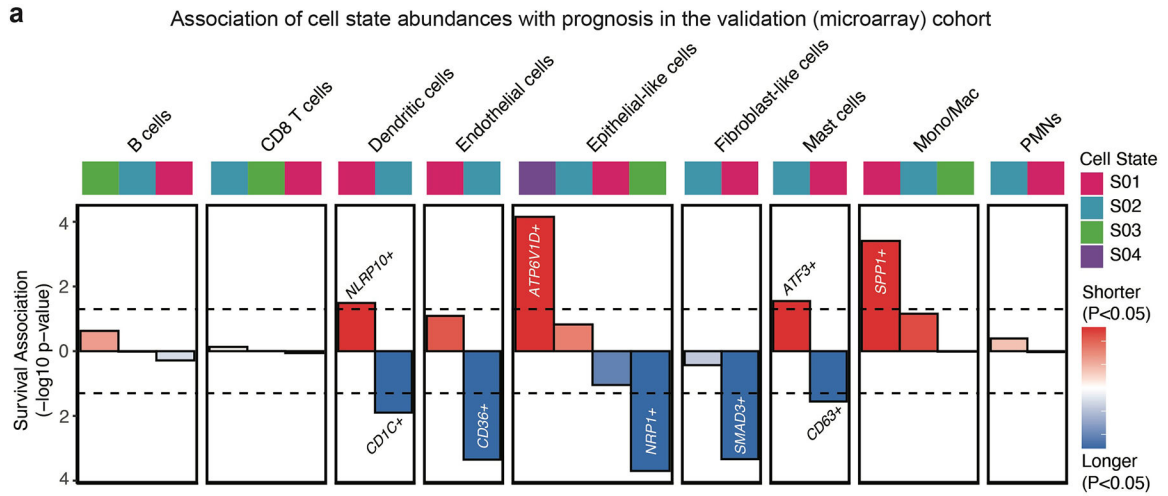 a
Association of cell state abundances with prognosis in the validation (microarray) cohort
B cells
CD8 T cells
Dendritic cells
Endothelial cells
Epithelial-like cells
Fibroblast-like cells
Mast cells
Mono/Mac
PMNs
Cell State
S01
S02
S03
S04
Survival Association
(−log10 p−value)
4
2
0
2
4
NLRP10+
CD1C+
CD36+
ATP6V1D+
NRP1+
SMAD3+
ATF3+
CD63+
SPP1+
Shorter
(P<0.05)
Longer
(P<0.05)